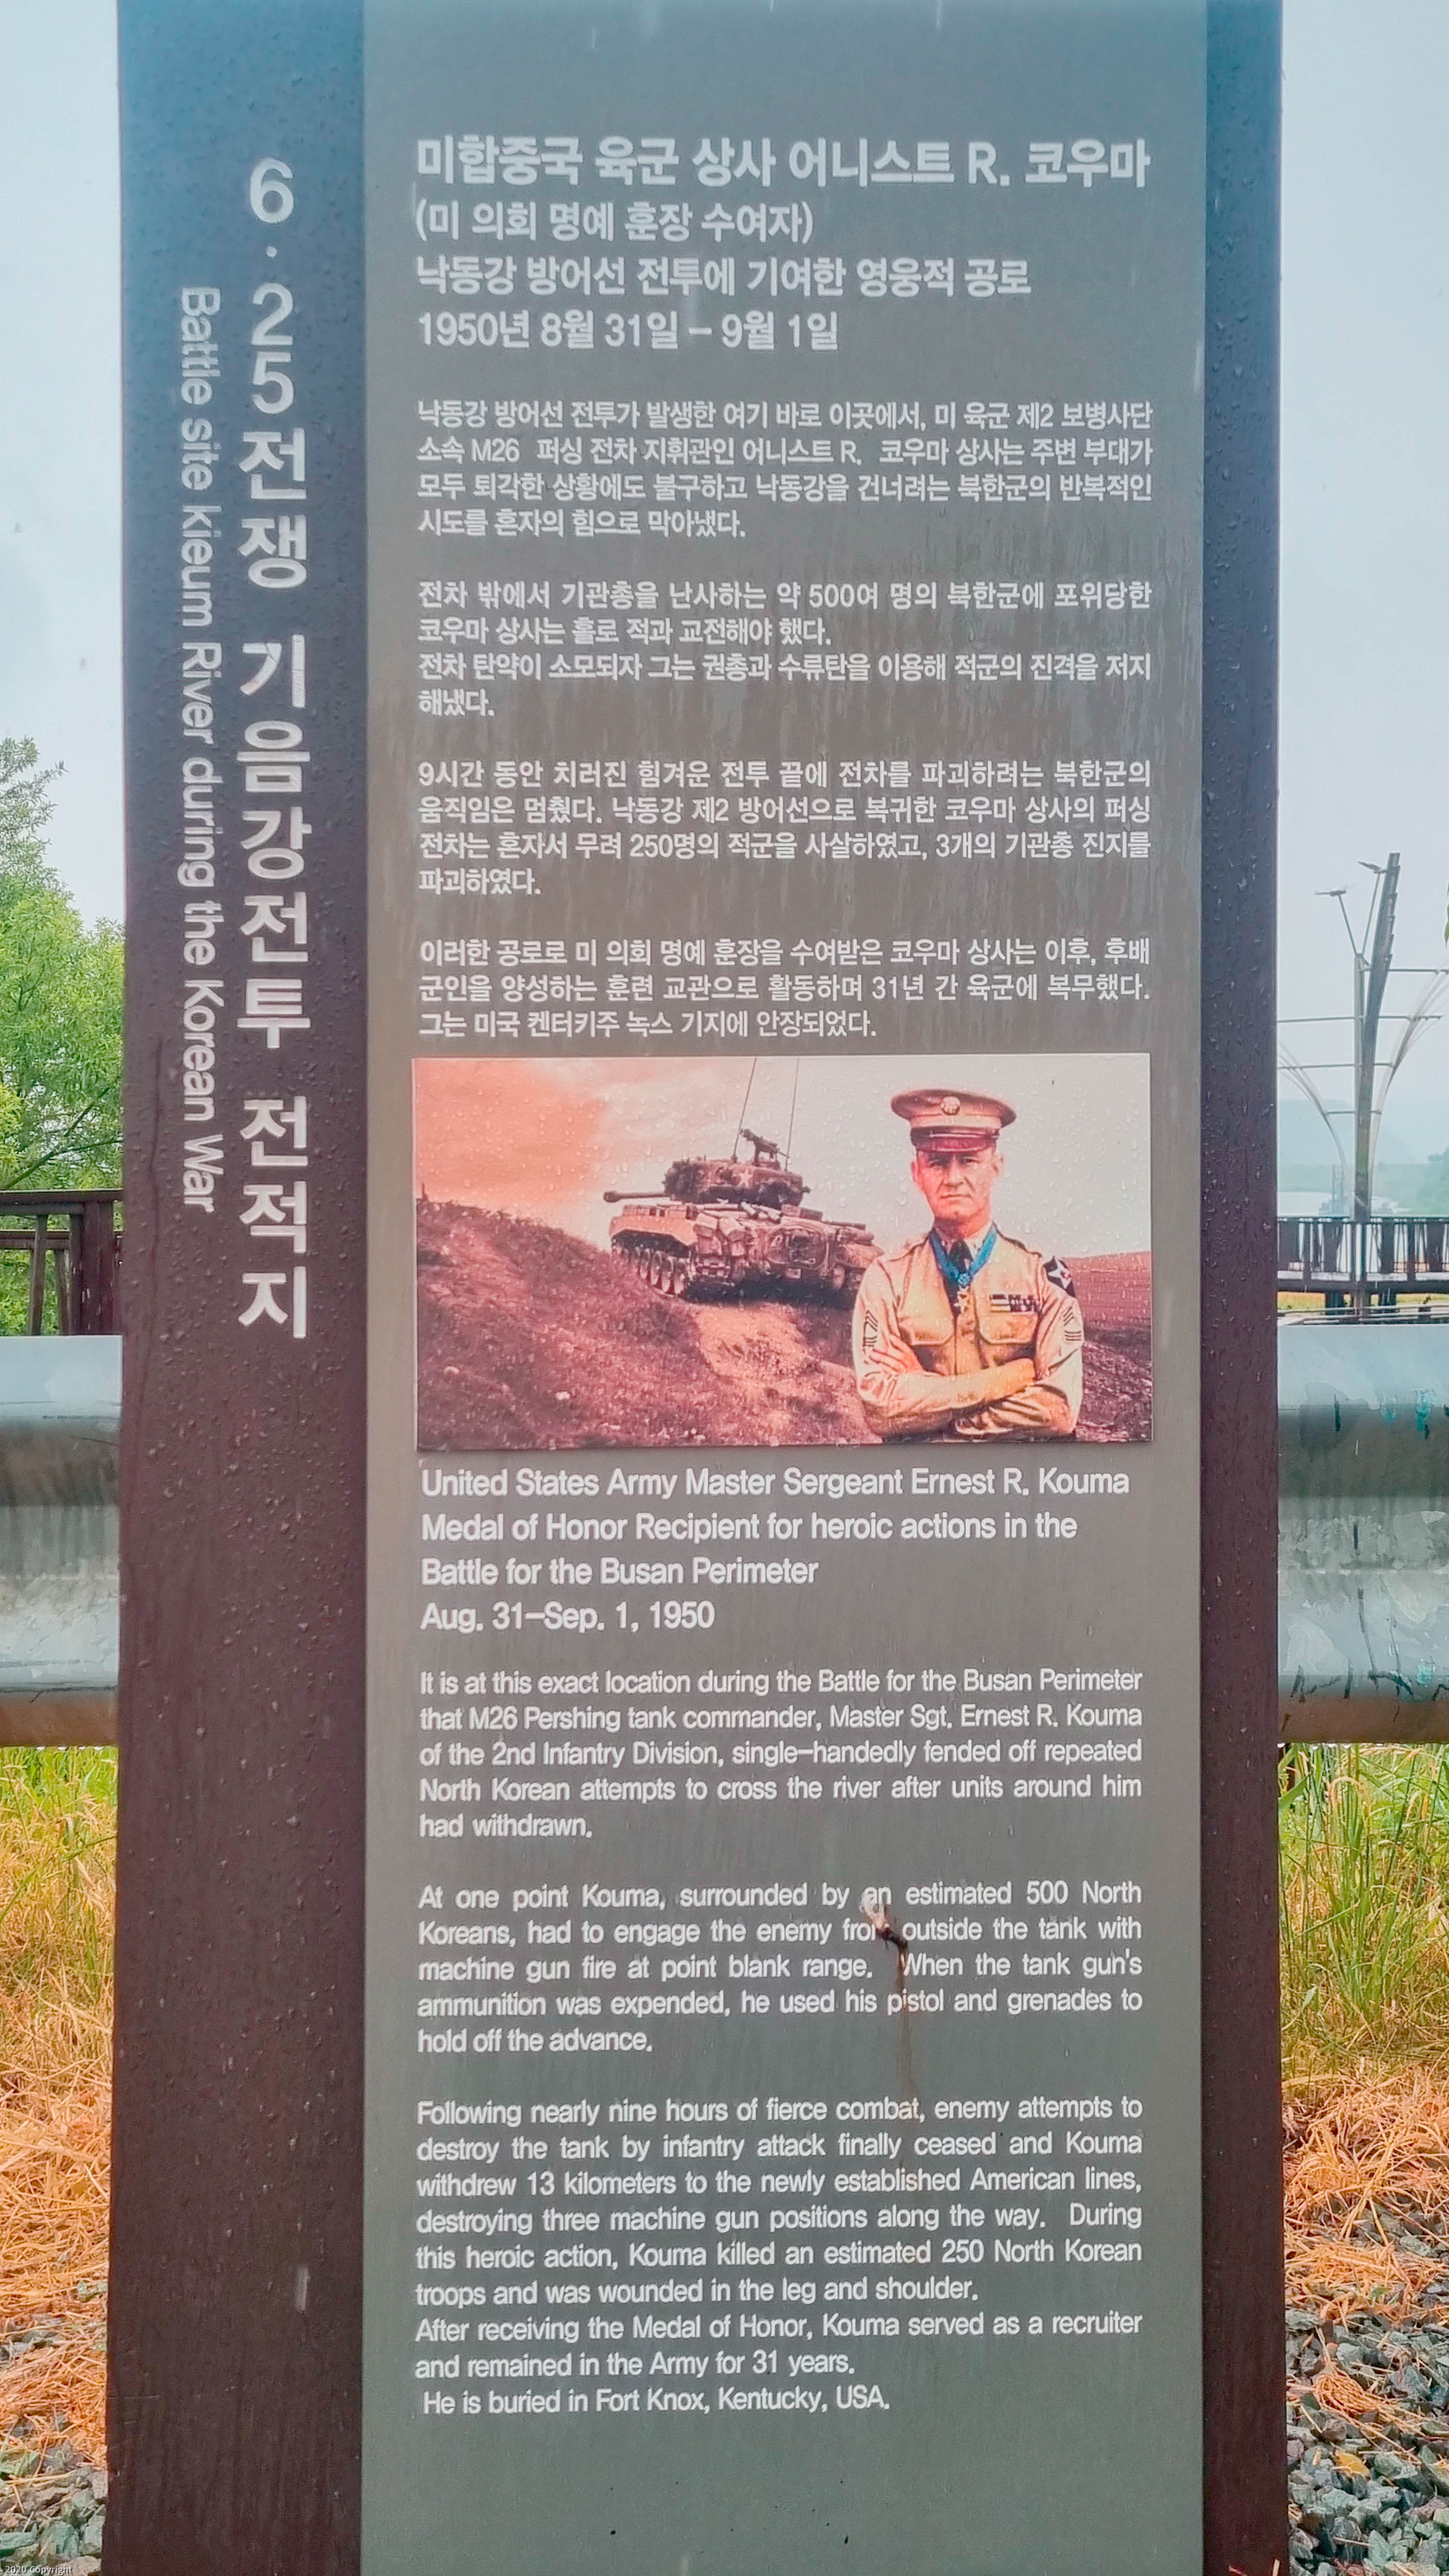 6·25전쟁 기음강전투 전적지
Battle site kieum River during the Korean War
미합중국 육군 상사 어니스트 R. 코우마
(미 의회 명예 훈장 수여자)
낙동강 방어선 전투에 기여한 영웅적 공로
1950년 8월 31일 – 9월 1일
낙동강 방어선 전투가 발생한 여기 바로 이곳에서, 미 육군 제2 보병사단
소속 M26 퍼싱 전차 지휘관인 어니스트 R. 코우마 상사는 주변 부대가
모두 퇴각한 상황에도 불구하고 낙동강을 건너려는 북한군의 반복적인
시도를 혼자의 힘으로 막아냈다.
전차 밖에서 기관총을 난사하는 약 500여 명의 북한군에 포위당한
코우마 상사는 홀로 적과 교전해야 했다.
전차 탄약이 소모되자 그는 권총과 수류탄을 이용해 적군의 진격을 저지
해냈다.
9시간 동안 치러진 힘겨운 전투 끝에 전차를 파괴하려는 북한군의
움직임은 멈췄다. 낙동강 제2 방어선으로 복귀한 코우마 상사의 퍼싱
전차는 혼자서 무려 250명의 적군을 사살하였고, 3개의 기관총 진지를
파괴하였다.
이러한 공로로 미 의회 명예 훈장을 수여받은 코우마 상사는 이후, 후배
군인을 양성하는 훈련 교관으로 활동하며 31년 간 육군에 복무했다.
그는 미국 켄터키주 녹스 기지에 안장되었다.
United States Army Master Sergeant Ernest R. Kouma
Medal of Honor Recipient for heroic actions in the
Battle for the Busan Perimeter
Aug. 31–Sep. 1, 1950
It is at this exact location during the Battle for the Busan Perimeter
that M26 Pershing tank commander, Master Sgt. Ernest R. Kouma
of the 2nd Infantry Division, single–handedly fended off repeated
North Korean attempts to cross the river after units around him
had withdrawn.
At one point Kouma, surrounded by an estimated 500 North
Koreans, had to engage the enemy from outside the tank with
machine gun fire at point blank range. When the tank gun's
ammunition was expended, he used his pistol and grenades to
hold off the advance.
Following nearly nine hours of fierce combat, enemy attempts to
destroy the tank by infantry attack finally ceased and Kouma
withdrew 13 kilometers to the newly established American lines,
destroying three machine gun positions along the way. During
this heroic action, Kouma killed an estimated 250 North Korean
troops and was wounded in the leg and shoulder.
After receiving the Medal of Honor, Kouma served as a recruiter
and remained in the Army for 31 years.
He is buried in Fort Knox, Kentucky, USA.
2020 Copyright